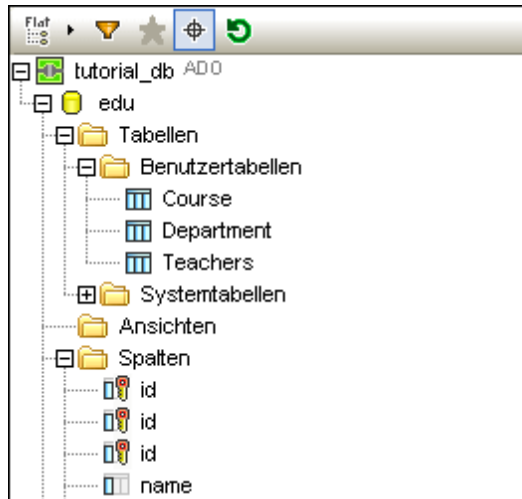 Flat
tutorial_db ADO
edu
Tabellen
Benutzertabellen
Course
Department
Teachers
Systemtabellen
Ansichten
Spalten
id
id
id
name